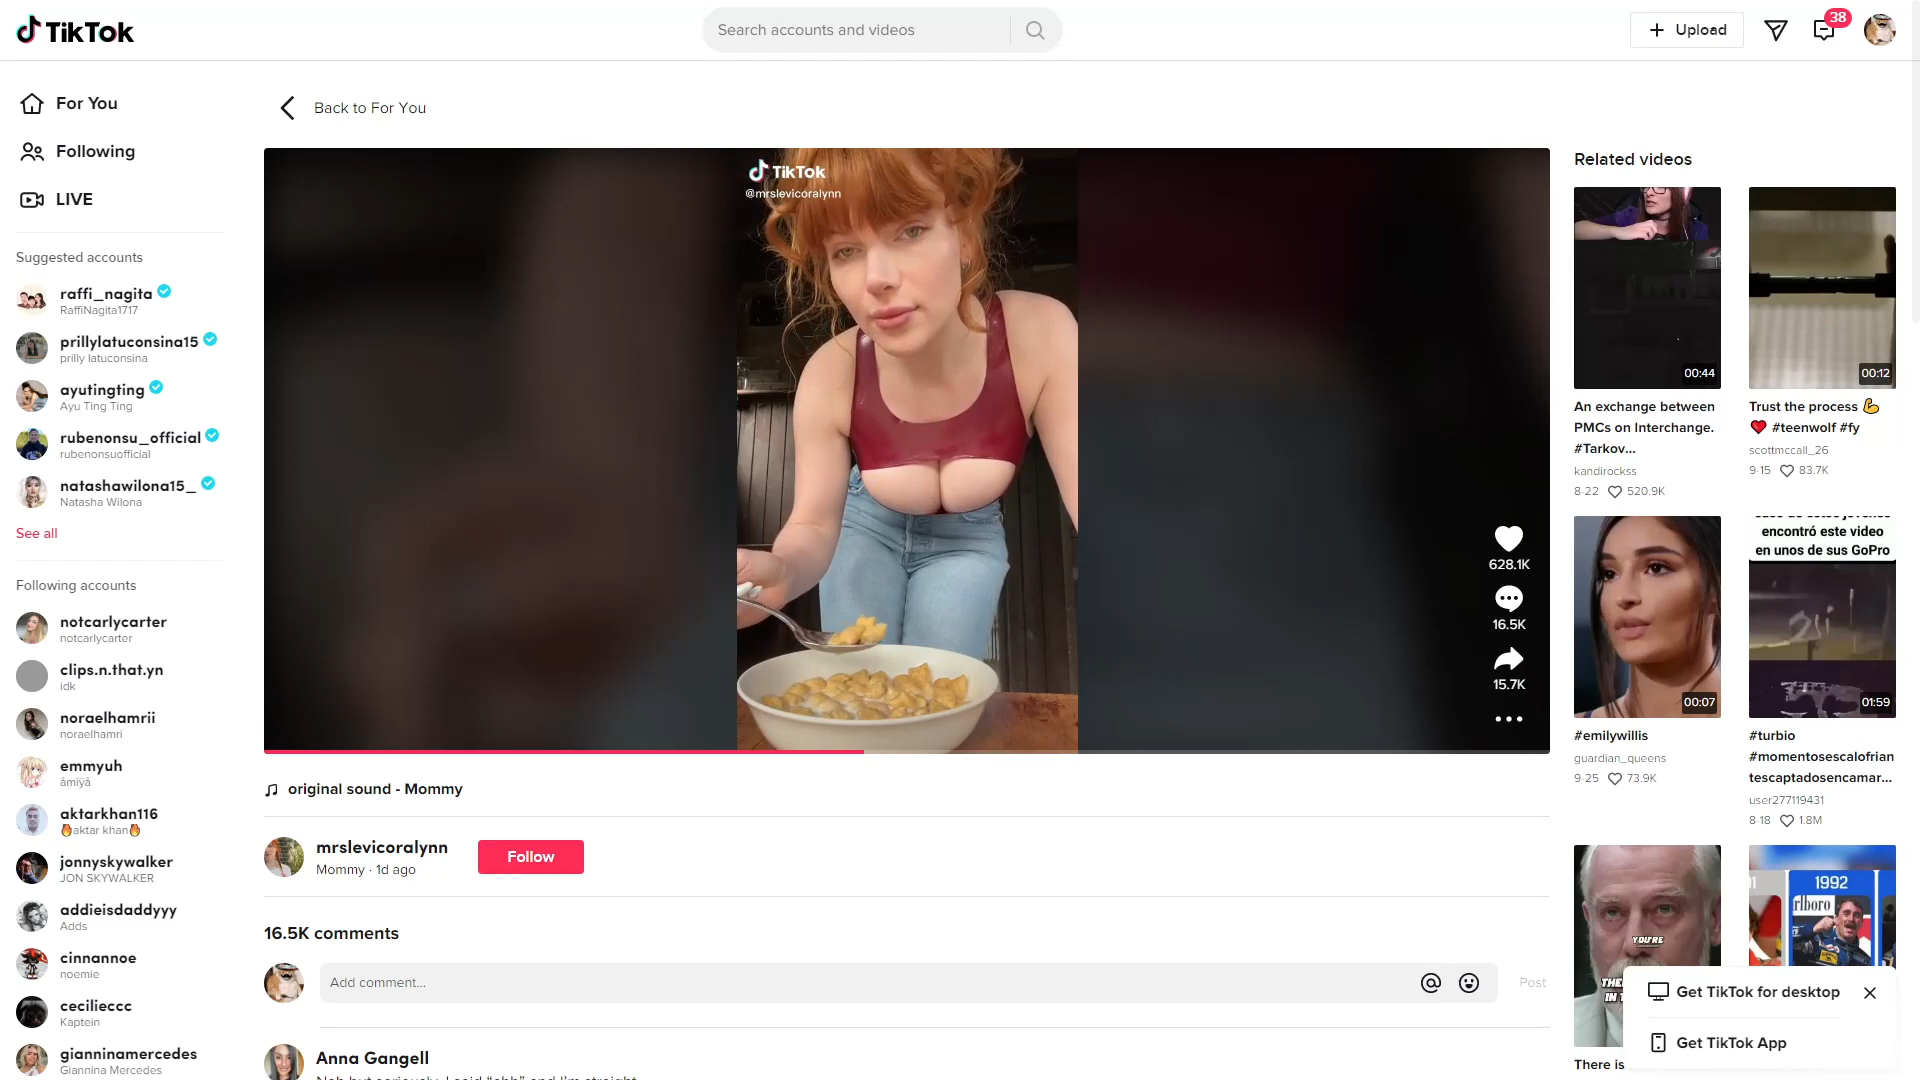 TikTok
Search accounts and videos
Upload
38
For You
Following
LIVE
Suggested accounts
raffi_nagita
RaffiNagita1717
prillylatuconsina15
prilly latuconsina
ayutingting
Ayu Ting Ting
rubenonsu_official
rubenonsuofficial
natashawilona15_
Natasha Wilona
See all
Following accounts
notcarlycarter
notcarlycarter
clips.n.that.yn
idk
noraelhamrii
noraelhamri
emmyuh
åmïÿå
aktarkhan116
🔥aktar khan🔥
jonnyskywalker
JON SKYWALKER
addieisdaddyyy
Adds
cinnannoe
noemie
cecilieccc
Kaptein
gianninamercedes
Giannina Mercedes
Back to For You
TikTok
@mrslevicoralynn
628.1K
16.5K
15.7K
original sound - Mommy
mrslevicoralynn
Mommy · 1d ago
Follow
16.5K comments
Add comment...
Post
Anna Gangell
Related videos
00:44
An exchange between
PMCs on Interchange.
#Tarkov...
kandirockss
8-22 520.9K
00:12
Trust the process 💪
❤️ #teenwolf #fy
scottmccall_26
9-15 83.7K
00:07
#emilywillis
guardian_queens
9-25 73.9K
encontró este video
en unos de sus GoPro
01:59
#turbio
#momentosescalofrian
tescaptadosencamar...
user277119431
8-18 1.8M
YOU'RE
There is
1992
rlboro
Get TikTok for desktop
Get TikTok App